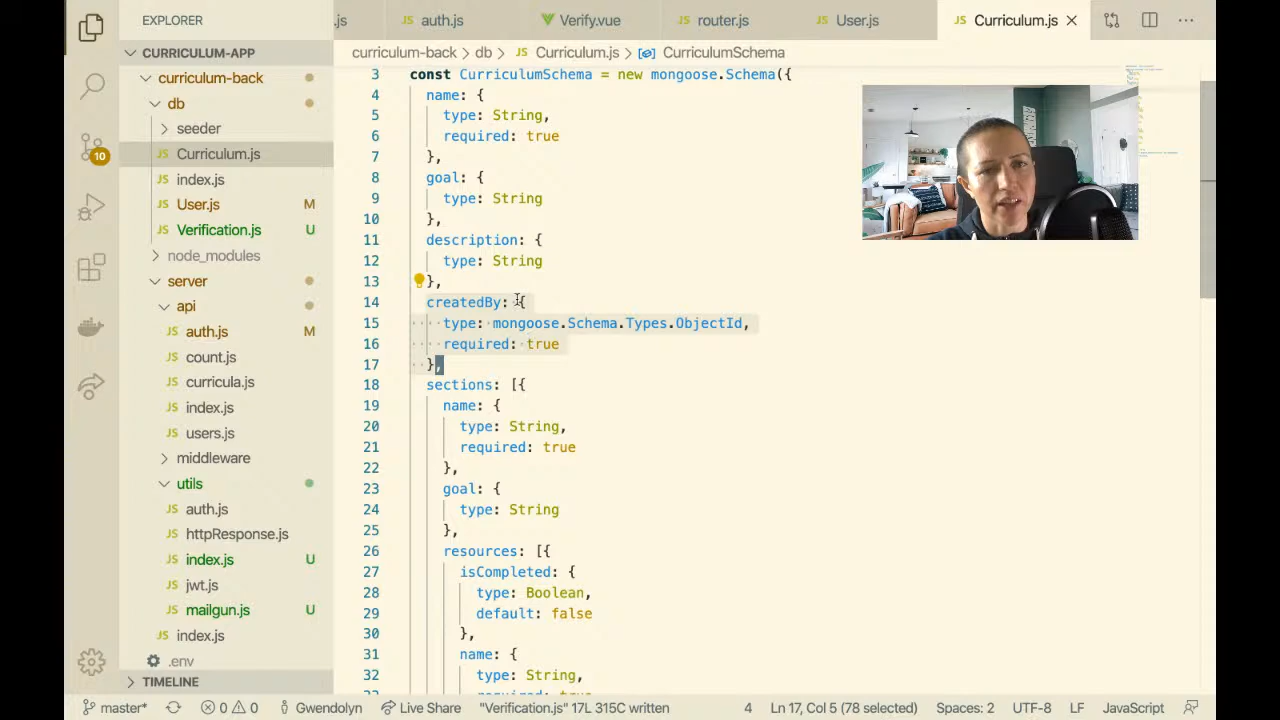 EXPLORER
.js
auth.js
Verify.vue
router.js
User.js
Curriculum.js
CURRICULUM-APP
curriculum-back
db
seeder
Curriculum.js
index.js
User.js M
Verification.js U
node_modules
server
api
auth.js M
count.js
curricula.js
index.js
users.js
middleware
utils
auth.js
httpResponse.js
index.js U
jwt.js
mailgun.js U
index.js
.env
TIMELINE
10
curriculum-back > db > JS Curriculum.js > CurriculumSchema
3 const CurriculumSchema = new mongoose.Schema({
4 name: {
5 type: String,
6 required: true
7 },
8 goal: {
9 type: String
10 },
11 description: {
12 type: String
13 },
14 createdBy: {
15 type: mongoose.Schema.Types.ObjectId,
16 required: true
17 },
18 sections: [{
19 name: {
20 type: String,
21 required: true
22 },
23 goal: {
24 type: String
25 },
26 resources: [{
27 isCompleted: {
28 type: Boolean,
29 default: false
30 },
31 name: {
32 type: String,
master* 0 0 Gwendolyn Live Share "Verification.js" 17L 315C written 4 Ln 17, Col 5 (78 selected) Spaces: 2 UTF-8 LF JavaScript